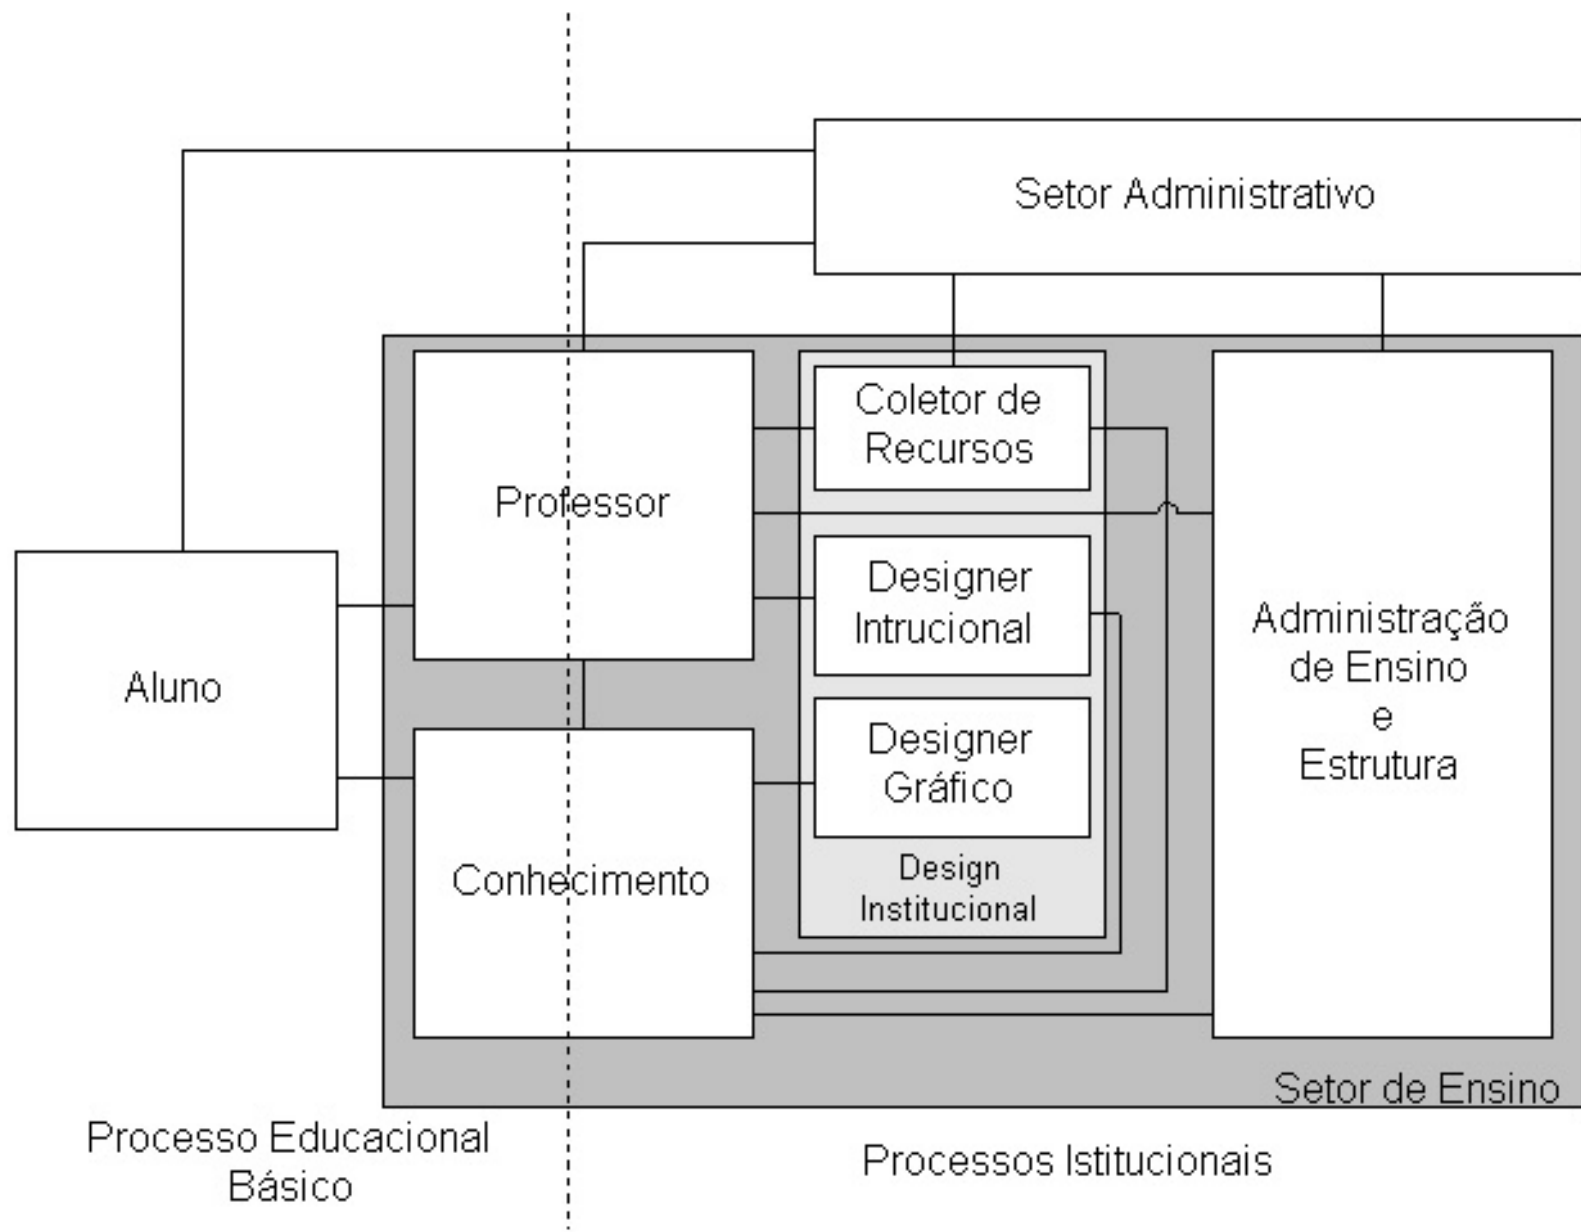 Setor Administrativo
Coletor de
Recursos
Professor
Designer
Intrucional
Administração
de Ensino
e
Estrutura
Aluno
Designer
Gráfico
Conhecimento
Design
Institucional
Setor de Ensino
Processo Educacional
Básico
Processos Istitucionais